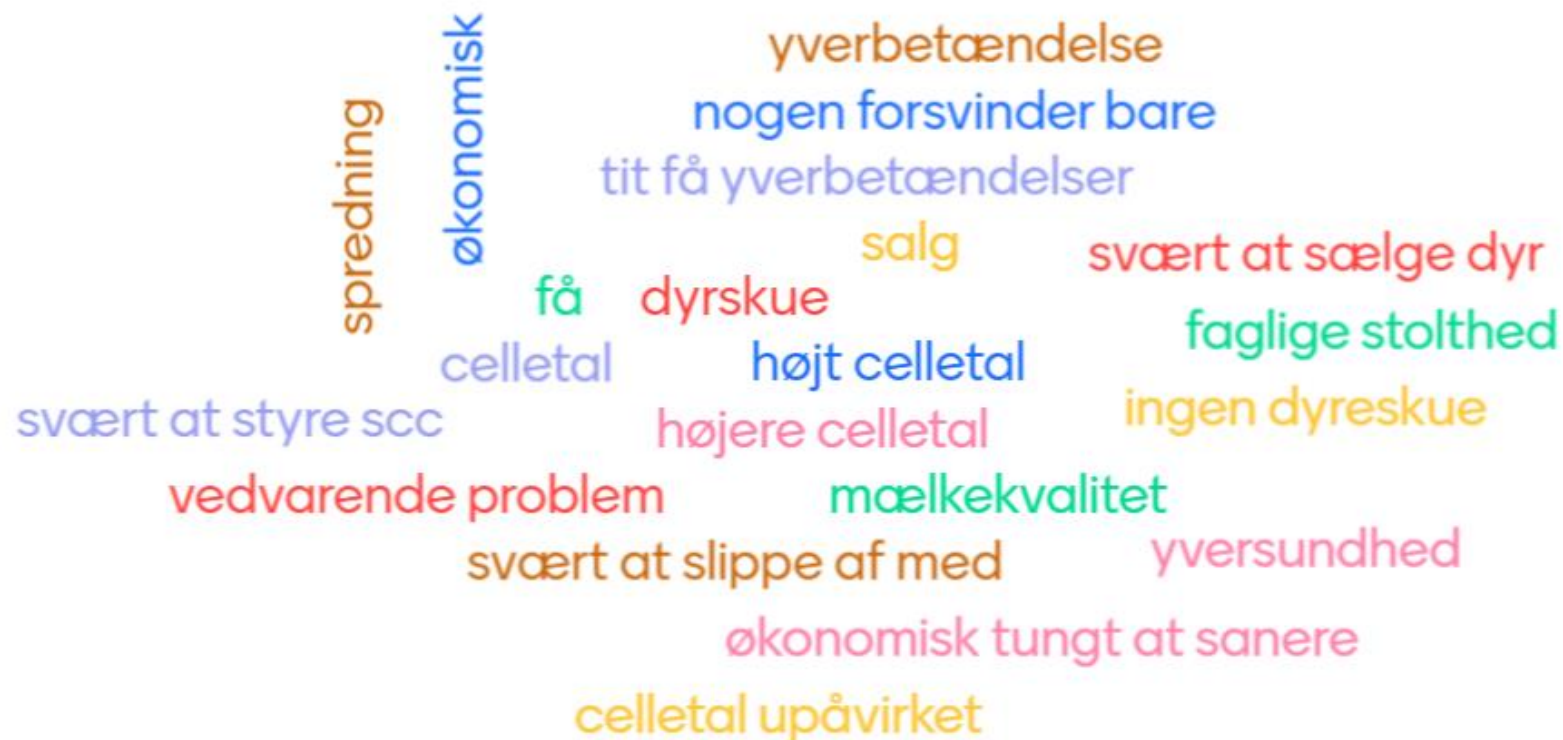 økonomisk
spredning
yverbetændelse
nogen forsvinder bare
tit få yverbetændelser
salg
svært at sælge dyr
få
dyrskue
faglige stolthed
celletal
højt celletal
ingen dyreskue
svært at styre scc
højere celletal
vedvarende problem
mælkekvalitet
yversundhed
svært at slippe af med
økonomisk tungt at sanere
celletal upåvirket